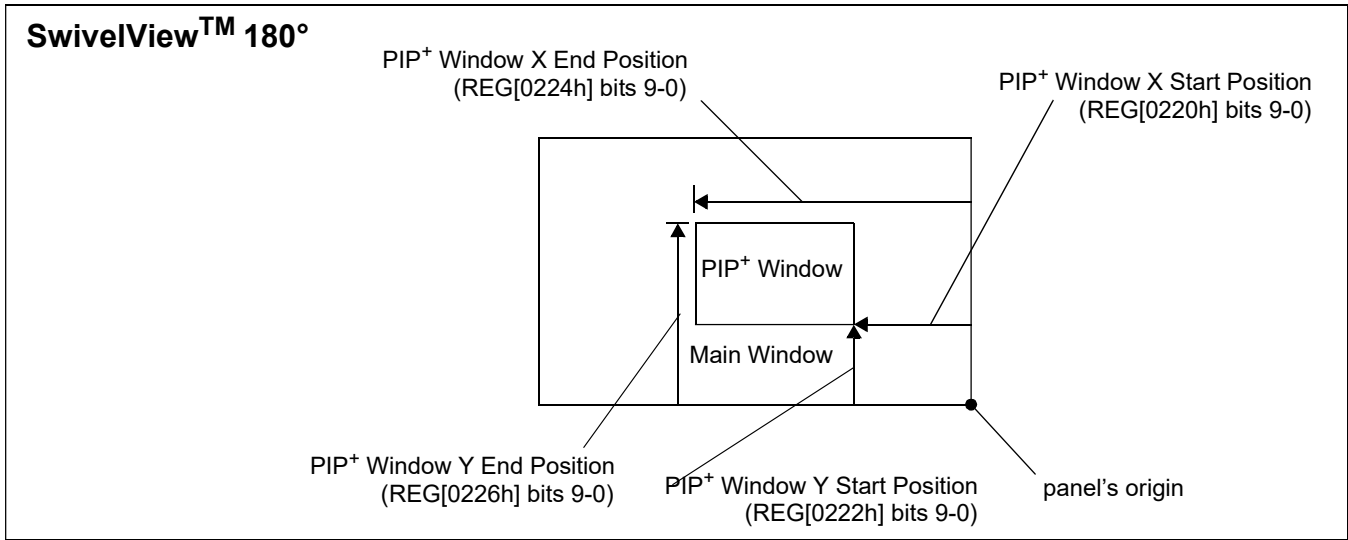 SwivelView™ 180°
PIP+ Window X End Position
(REG[0224h] bits 9-0)
PIP+ Window X Start Position
(REG[0220h] bits 9-0)
PIP+ Window
Main Window
PIP+ Window Y End Position
(REG[0226h] bits 9-0)
PIP+ Window Y Start Position
(REG[0222h] bits 9-0)
panel's origin